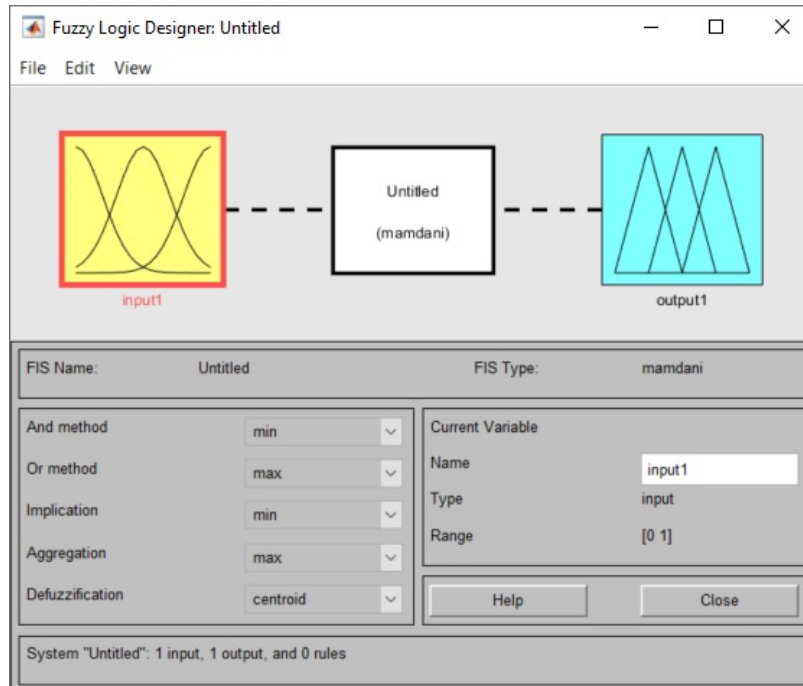 Fuzzy Logic Designer: Untitled
File Edit View
Untitled
(mamdani)
input1
output1
FIS Name: Untitled FIS Type: mamdani
And method min
Or method max
Implication min
Aggregation max
Defuzzification centroid
Current Variable
Name input1
Type input
Range [0 1]
Help Close
System "Untitled": 1 input, 1 output, and 0 rules